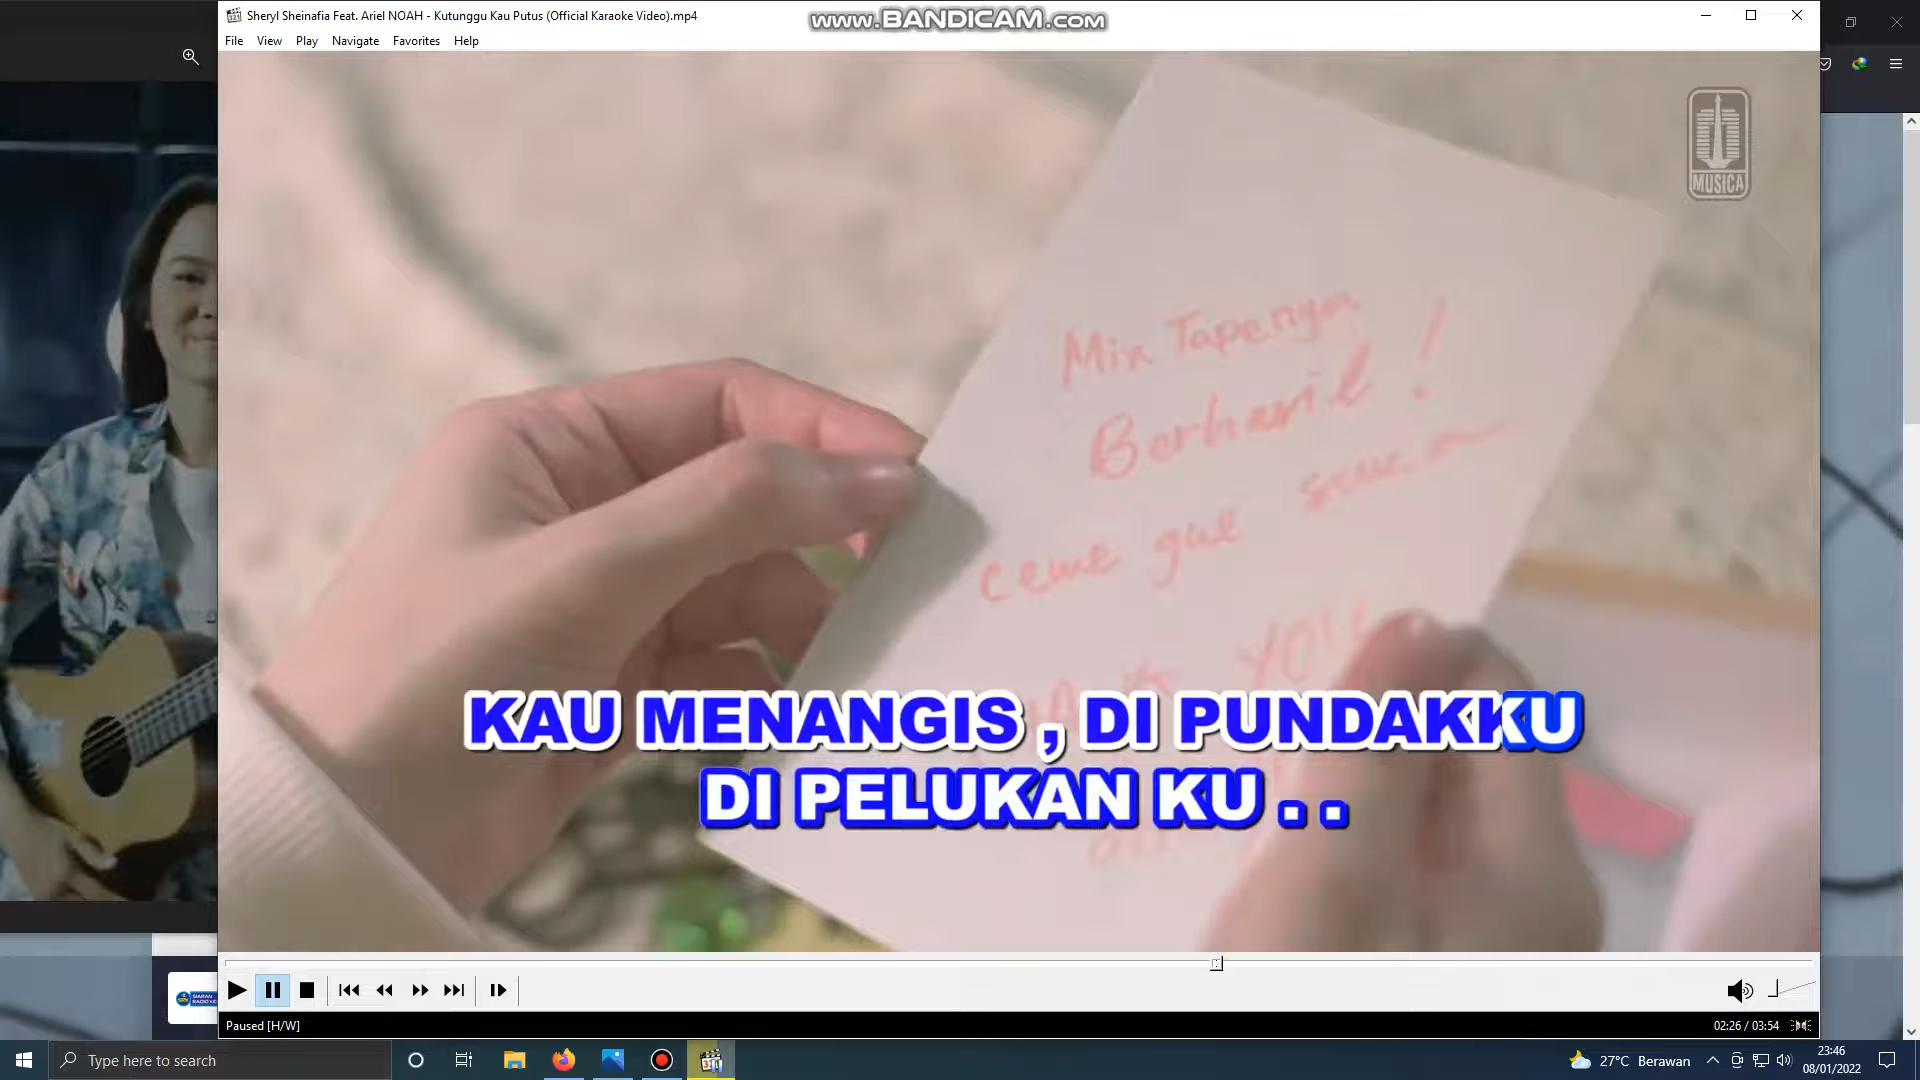 Sheryl Sheinafia Feat. Ariel NOAH - Kutunggu Kau Putus (Official Karaoke Video).mp4
www.BANDICAM.com
File View Play Navigate Favorites Help
MUSICA
Mix Tapenya
Berhasil !
Cewe gue
KAU MENANGIS , DI PUNDAKKU
DI PELUKAN KU . .
SIARAN
Paused [H/W]
02:26 / 03:54
Type here to search
27°C Berawan
23:46
08/01/2022